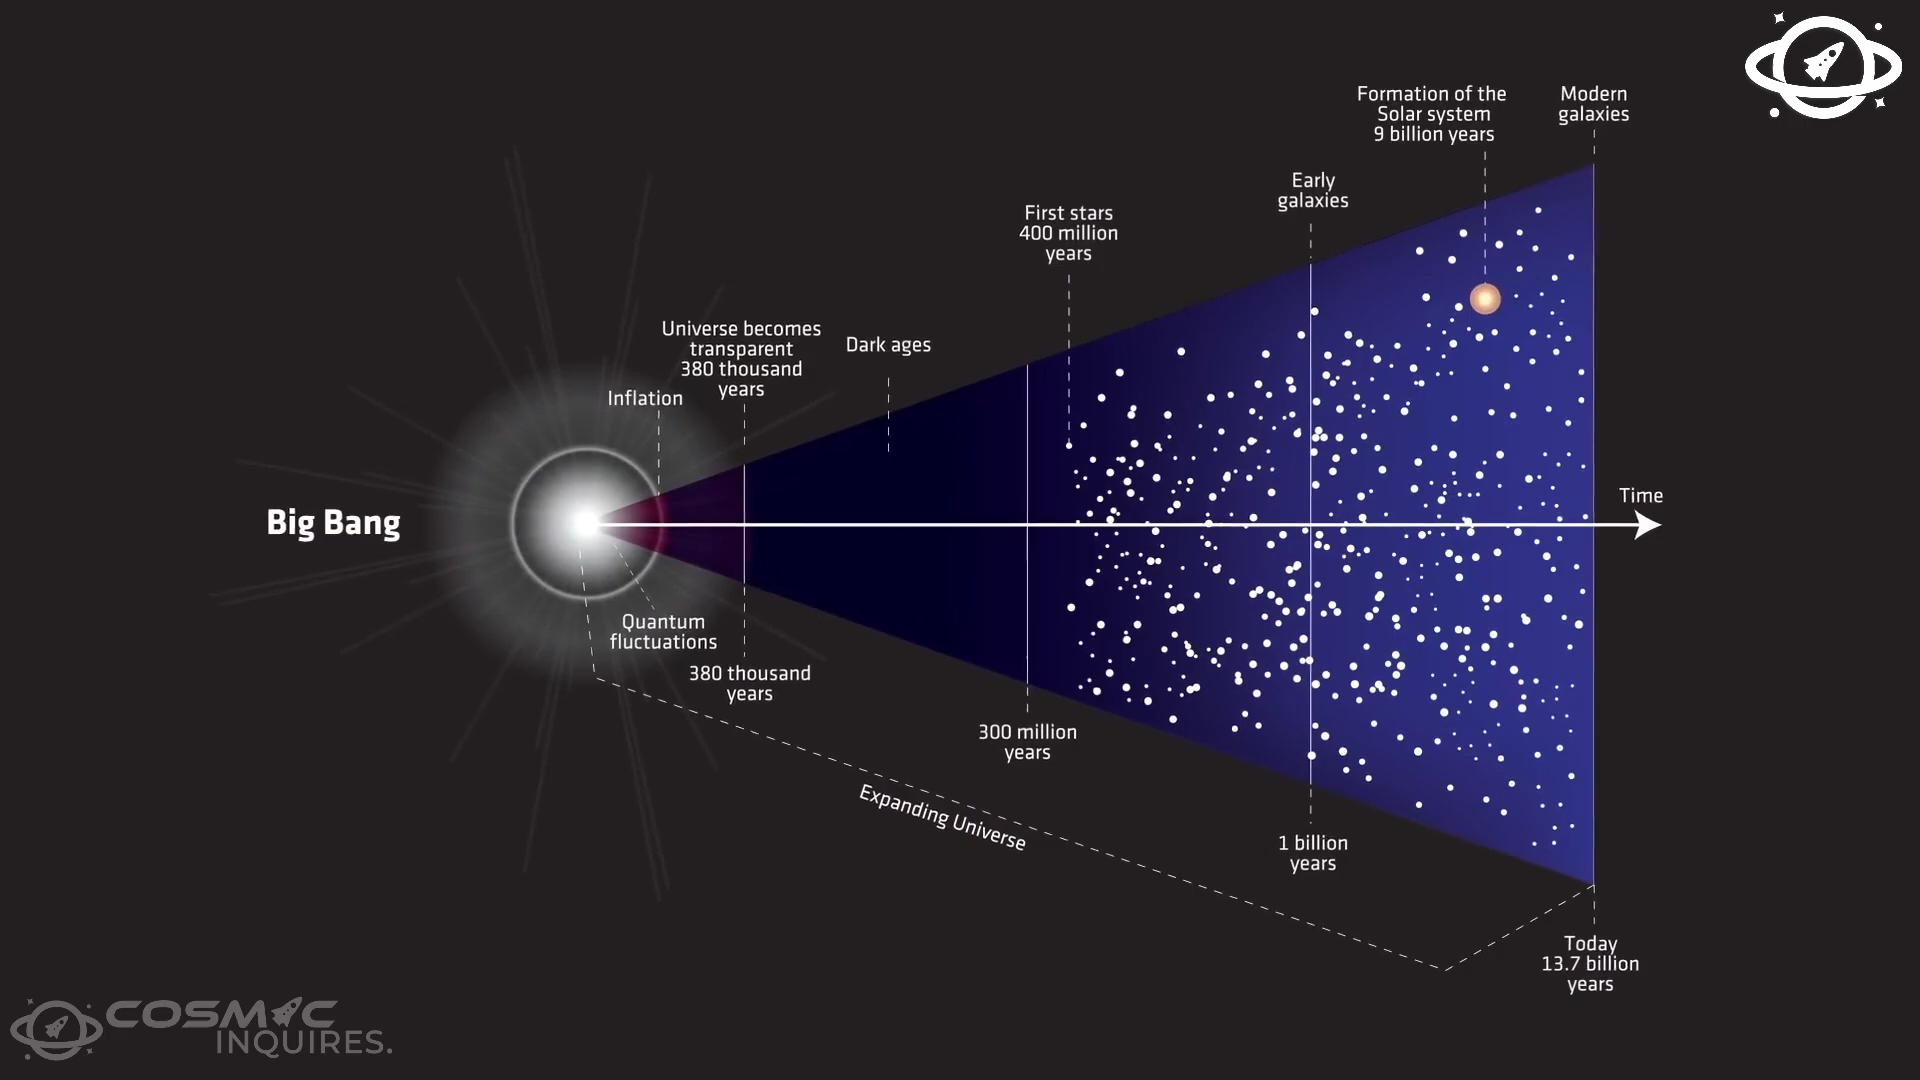 Formation of the
Solar system
9 billion years
Modern
galaxies
Early
galaxies
First stars
400 million
years
Universe becomes
transparent
380 thousand
years
Dark ages
Inflation
Big Bang
Time
Quantum
fluctuations
380 thousand
years
300 million
years
Expanding Universe
1 billion
years
Today
13.7 billion
years
COSMIC
INQUIRES.